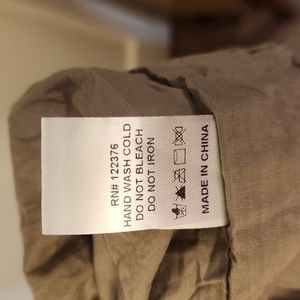 RN# 122376
HAND WASH COLD
DO NOT BLEACH
DO NOT IRON
MADE IN CHINA